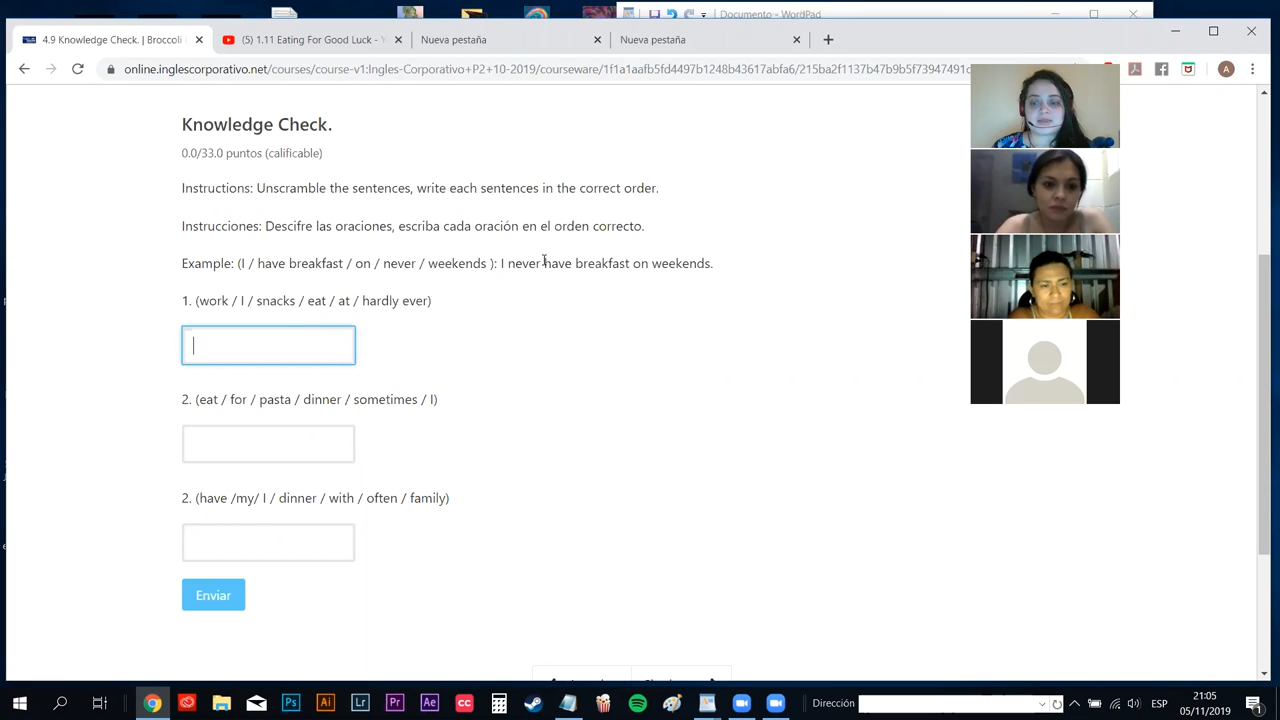 Documento - WordPad
4.9 Knowledge Check. | Broccoli
(5) 1.11 Eating For Good Luck - Y
Nueva pestaña
Nueva pestaña
online.inglescorporativo.net/courses/course-v1:Ingles-Corporativo+P2+10-2019/courseware/1f1a1aafb5fd4497b1248b43617abfa6/215ba2f1137b47b9b5f73947491c
Knowledge Check.
0.0/33.0 puntos (calificable)
Instructions: Unscramble the sentences, write each sentences in the correct order.
Instrucciones: Descifre las oraciones, escriba cada oración en el orden correcto.
Example: (I / have breakfast / on / never / weekends ): I never have breakfast on weekends.
1. (work / I / snacks / eat / at / hardly ever)
2. (eat / for / pasta / dinner / sometimes / I)
2. (have /my/ I / dinner / with / often / family)
Enviar
Dirección
ESP
21:05
05/11/2019